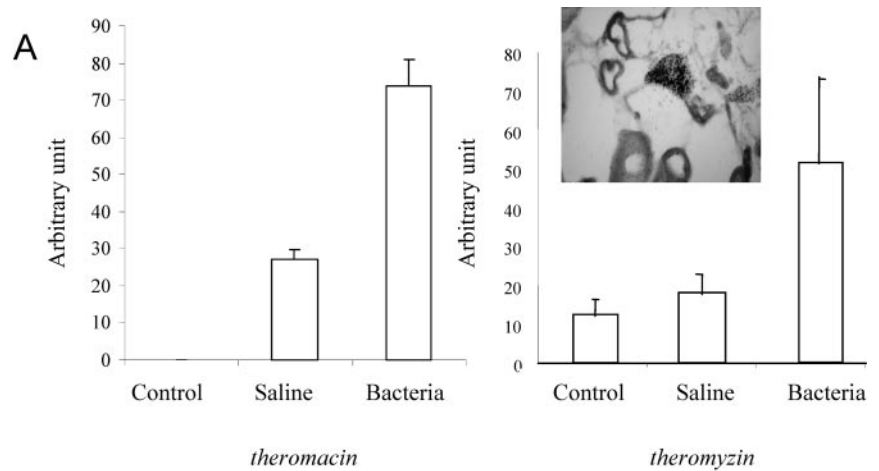 A
90
80
70
60
50
40
30
20
10
0
Arbitrary unit
Control Saline Bacteria
theromacin
80
70
60
50
40
30
20
10
0
Arbitrary unit
Control Saline Bacteria
theromyzin